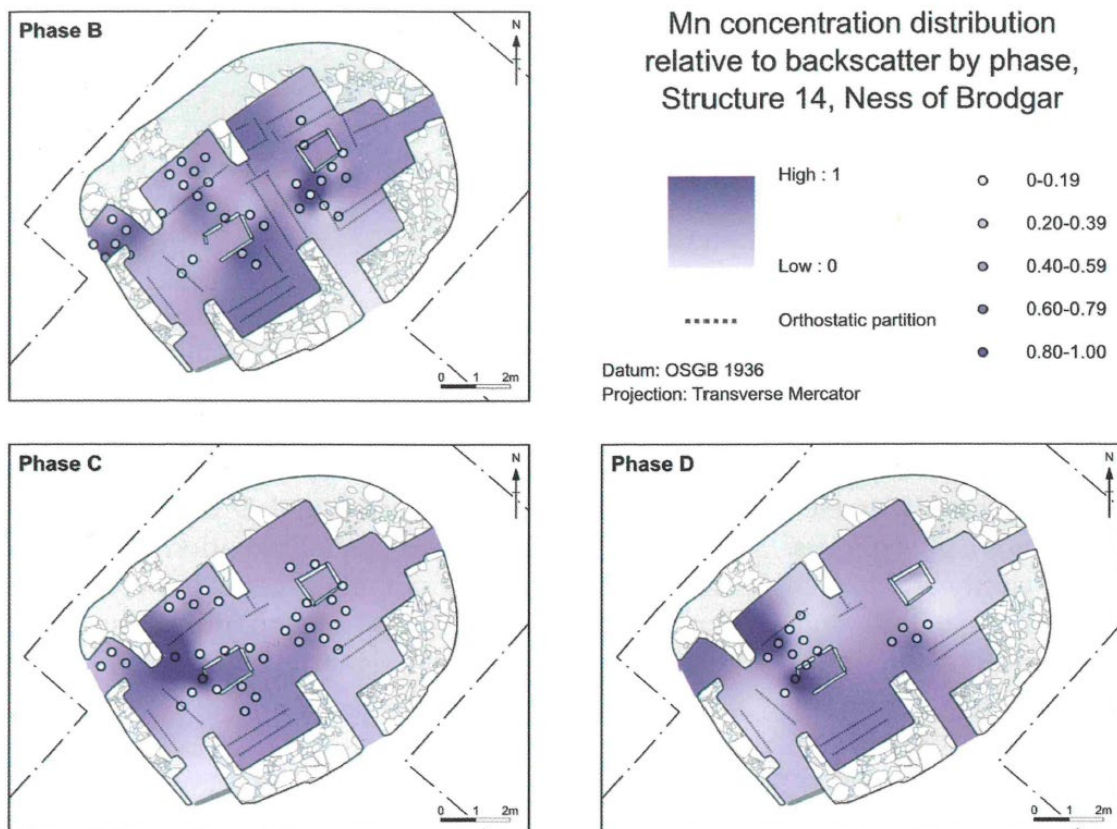 Phase B
N
0 1 2m
Mn concentration distribution
relative to backscatter by phase,
Structure 14, Ness of Brodgar
High : 1
Low : 0
Orthostatic partition
0-0.19
0.20-0.39
0.40-0.59
0.60-0.79
0.80-1.00
Datum: OSGB 1936
Projection: Transverse Mercator
Phase C
N
0 1 2m
Phase D
N
0 1 2m